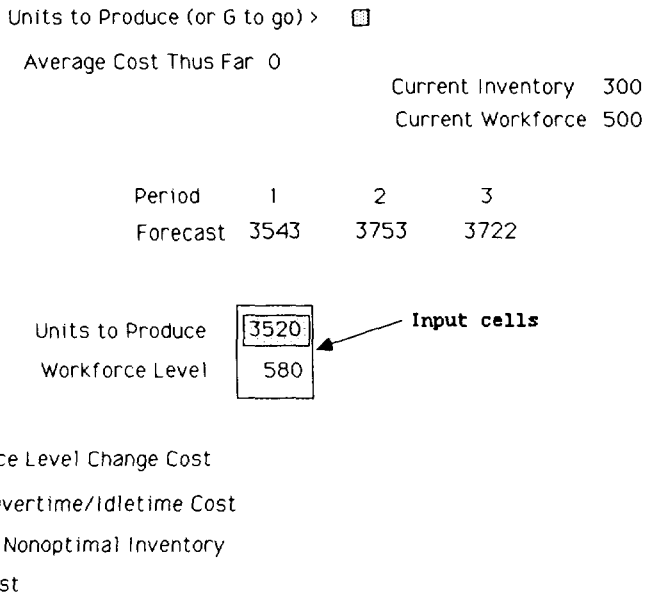 Units to Produce (or G to go) >
Average Cost Thus Far 0
Current Inventory 300
Current Workforce 500
Period 1 2 3
Forecast 3543 3753 3722
Units to Produce 3520
Input cells
Workforce Level 580
ce Level Change Cost
vertime/Idletime Cost
Nonoptimal Inventory
st